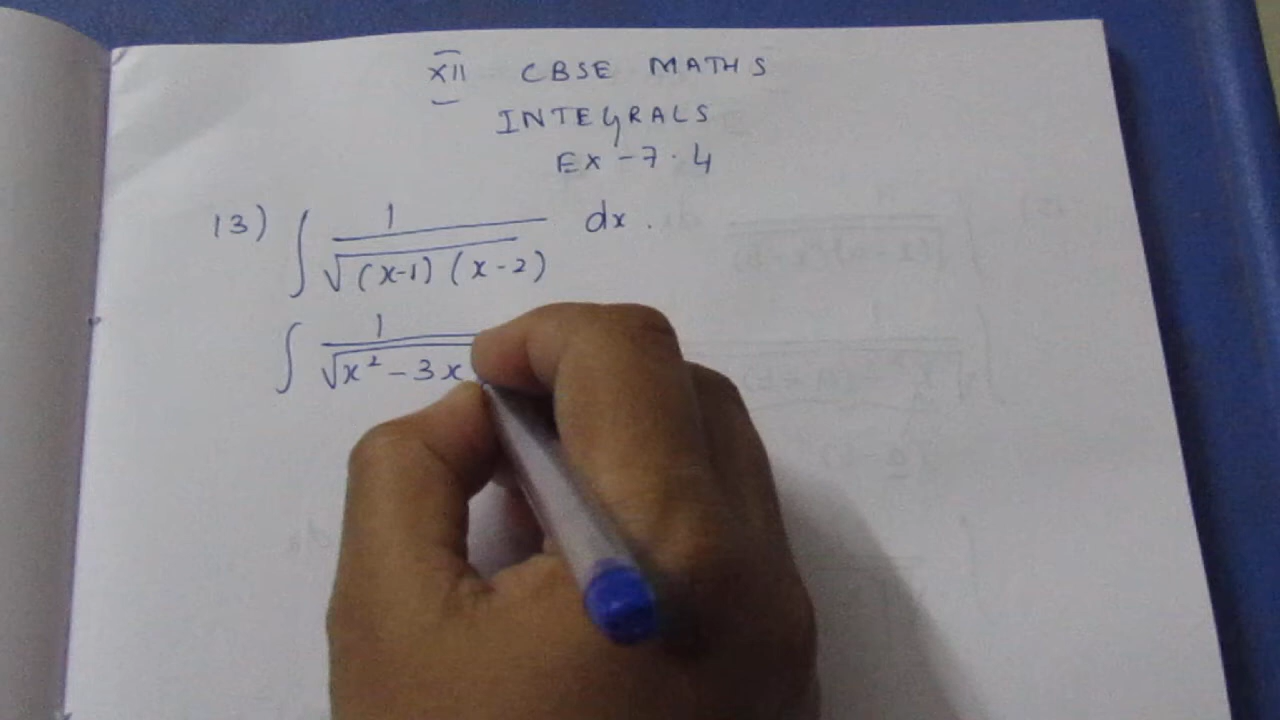 XII CBSE MATHS
INTEGRALS
EX-7.4
13) ∫ 1/√(x-1)(x-2) dx.
∫ 1/√x² - 3x